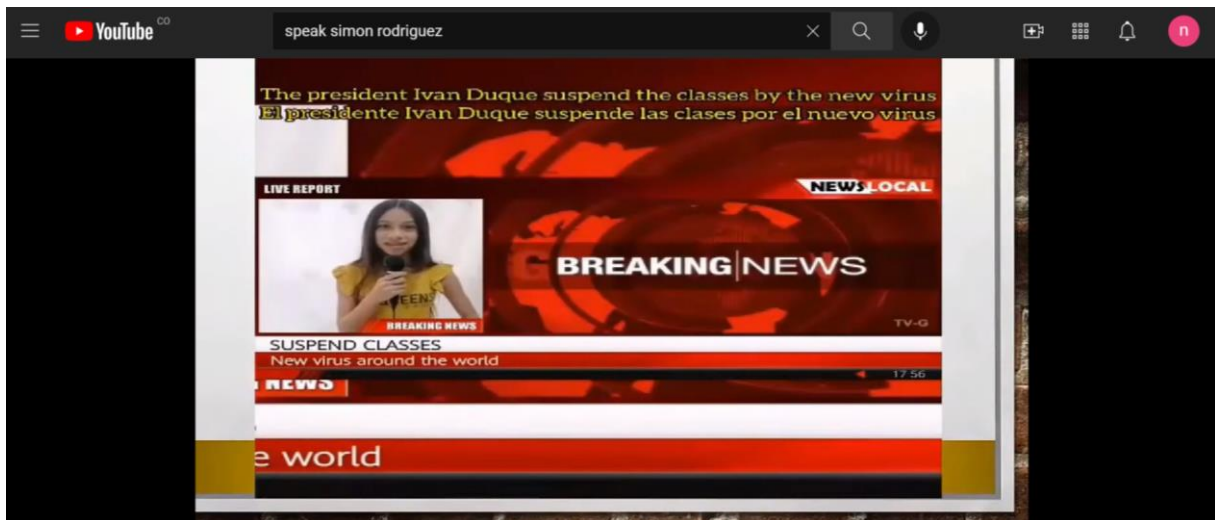 YouTube CO
speak simon rodriguez
n
The president Ivan Duque suspend the classes by the new virus
El presidente Ivan Duque suspende las clases por el nuevo virus
LIVE REPORT
NEWS LOCAL
QUEENS
BREAKING NEWS
BREAKING NEWS
TV-G
SUSPEND CLASSES
New virus around the world
17 56
G NEWS
e world